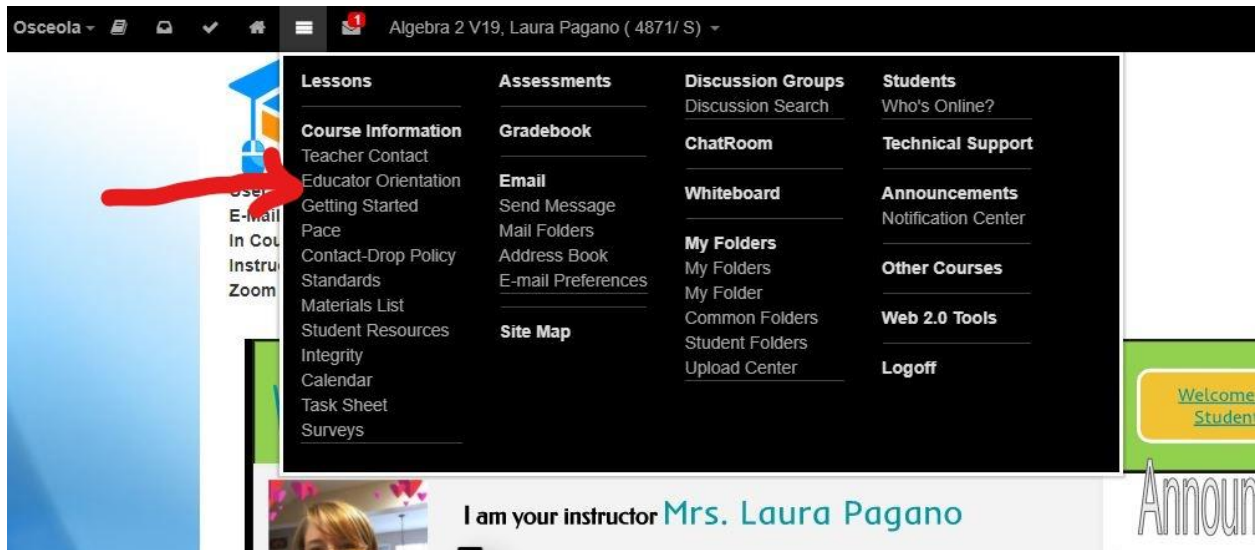 Osceola
1
Algebra 2 V19, Laura Pagano ( 4871/ S)
Lessons
Course Information
Teacher Contact
Educator Orientation
Getting Started
Pace
Contact-Drop Policy
Standards
Materials List
Student Resources
Integrity
Calendar
Task Sheet
Surveys
Assessments
Gradebook
Email
Send Message
Mail Folders
Address Book
E-mail Preferences
Site Map
Discussion Groups
Discussion Search
ChatRoom
Whiteboard
My Folders
My Folders
My Folder
Common Folders
Student Folders
Upload Center
Students
Who's Online?
Technical Support
Announcements
Notification Center
Other Courses
Web 2.0 Tools
Logoff
E-Mail
In Cou
Instru
Zoom
Welcome
Student
Announ
I am your instructor Mrs. Laura Pagano